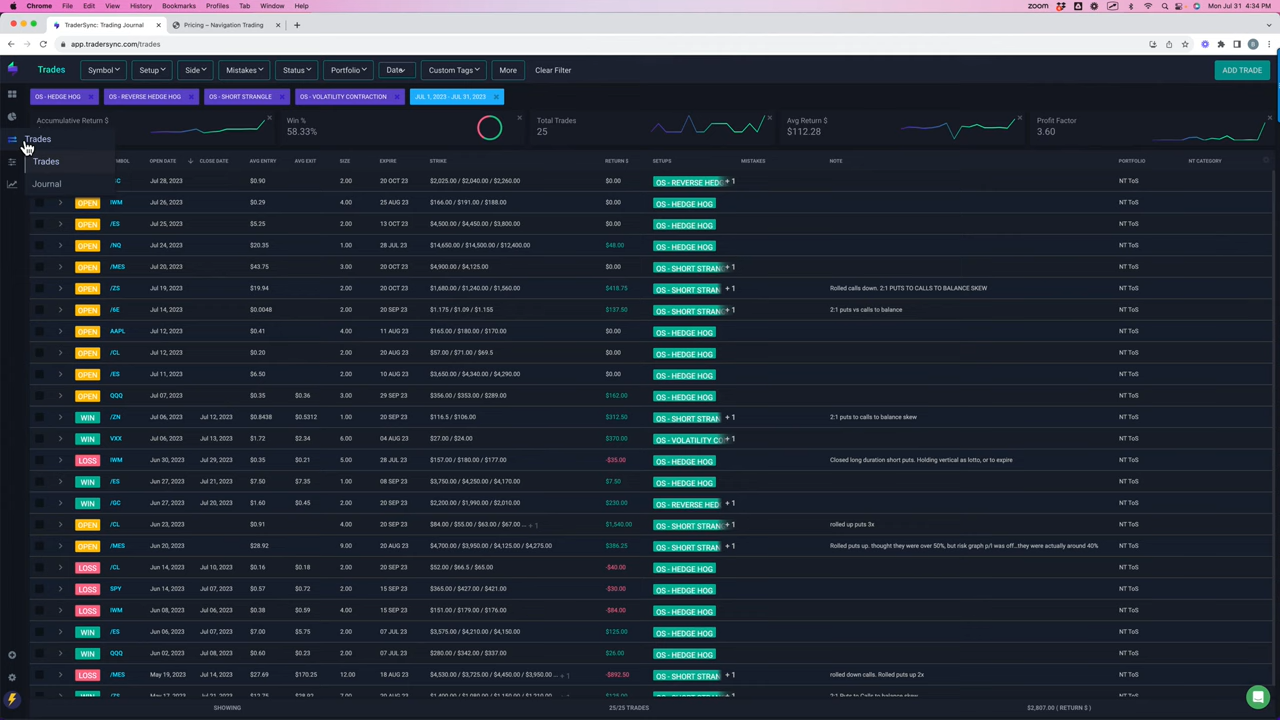 Chrome File Edit View History Bookmarks Profiles Tab Window Help zoom Mon Jul 31 4:34 PM
TraderSync: Trading Journal Pricing – Navigation Trading
app.tradersync.com/trades
Trades Symbol Setup Side Mistakes Status Portfolio Date Custom Tags More Clear Filter ADD TRADE
OS - HEDGE HOG OS - REVERSE HEDGE HOG OS - SHORT STRANGLE OS - VOLATILITY CONTRACTION JUL 1, 2023 - JUL 31, 2023
Accumulative Return $ Win % 58.33% Total Trades 25 Avg Return $ $112.28 Profit Factor 3.60
Trades
Trades
Journal
OPEN DATE CLOSE DATE AVG ENTRY AVG EXIT SIZE EXPIRE STRIKE RETURN $ SETUPS MISTAKES NOTE PORTFOLIO NT CATEGORY
Jul 28, 2023 $0.90 2.00 20 OCT 23 $2,025.00 / $2,040.00 / $2,260.00 $0.00 OS - REVERSE HED + 1 NT ToS
OPEN IWM Jul 26, 2023 $0.29 4.00 25 AUG 23 $166.00 / $191.00 / $188.00 $0.00 OS - HEDGE HOG NT ToS
OPEN /ES Jul 25, 2023 $5.25 2.00 13 OCT 23 $4,500.00 / $4,450.00 / $3,800.00 $0.00 OS - HEDGE HOG NT ToS
OPEN /NQ Jul 24, 2023 $20.35 1.00 28 JUL 23 $14,650.00 / $14,500.00 / $12,400.00 $48.00 OS - HEDGE HOG NT ToS
OPEN /MES Jul 20, 2023 $43.75 3.00 20 OCT 23 $4,900.00 / $4,125.00 $0.00 OS - SHORT STRAN + 1 NT ToS
OPEN /ZS Jul 19, 2023 $19.94 2.00 20 OCT 23 $1,680.00 / $1,240.00 / $1,560.00 $418.75 OS - SHORT STRAN + 1 Rolled calls down. 2:1 PUTS TO CALLS TO BALANCE SKEW NT ToS
OPEN /6E Jul 14, 2023 $0.0048 2.00 20 SEP 23 $1.175 / $1.09 / $1.155 $137.50 OS - SHORT STRAN + 1 2:1 puts vs calls to balance NT ToS
OPEN AAPL Jul 12, 2023 $0.41 4.00 11 AUG 23 $165.00 / $180.00 / $170.00 $0.00 OS - HEDGE HOG NT ToS
OPEN /CL Jul 12, 2023 $0.20 2.00 20 AUG 23 $57.00 / $71.00 / $69.5 $0.00 OS - HEDGE HOG NT ToS
OPEN /ES Jul 11, 2023 $6.50 2.00 10 AUG 23 $3,650.00 / $4,340.00 / $4,290.00 $0.00 OS - HEDGE HOG NT ToS
OPEN QQQ Jul 07, 2023 $0.35 $0.36 3.00 20 AUG 23 $356.00 / $353.00 / $289.00 $162.00 OS - HEDGE HOG NT ToS
WIN /ZN Jul 06, 2023 Jul 12, 2023 $0.8438 $0.5312 1.00 20 SEP 23 $116.5 / $106.00 $312.50 OS - SHORT STRAN + 1 2:1 puts to calls to balance skew NT ToS
WIN VXX Jul 06, 2023 Jul 13, 2023 $1.72 $2.34 6.00 04 AUG 23 $27.00 / $24.00 $370.00 OS - VOLATILITY CO + 1 NT ToS
LOSS IWM Jun 30, 2023 Jul 29, 2023 $0.35 $0.21 5.00 28 JUL 23 $157.00 / $180.00 / $177.00 -$35.00 OS - HEDGE HOG Closed long duration short puts. Holding vertical as lotto, or to expire NT ToS
WIN /ES Jun 27, 2023 Jul 21, 2023 $7.50 $7.35 1.00 08 SEP 23 $3,750.00 / $4,250.00 / $4,170.00 $7.50 OS - HEDGE HOG NT ToS
WIN /GC Jun 27, 2023 Jul 27, 2023 $1.60 $0.45 2.00 20 SEP 23 $2,200.00 / $1,990.00 / $2,010.00 $230.00 OS - REVERSE HED + 1 NT ToS
OPEN /CL Jun 23, 2023 $0.91 4.00 20 SEP 23 $84.00 / $55.00 / $63.00 / $67.00 ... + 1 $1,540.00 OS - SHORT STRAN + 1 rolled up puts 3x NT ToS
OPEN /MES Jun 20, 2023 $28.92 9.00 20 SEP 23 $4,700.00 / $3,950.00 / $4,125.00 / $4,275.00 $386.25 OS - SHORT STRAN + 1 Rolled puts up. thought they were over 50%, but risk graph p/l was off...they were actually around 40% NT ToS
LOSS /CL Jun 14, 2023 Jul 10, 2023 $0.16 $0.18 2.00 20 SEP 23 $52.00 / $66.5 / $65.00 -$40.00 OS - HEDGE HOG NT ToS
LOSS SPY Jun 14, 2023 Jul 07, 2023 $0.57 $0.72 2.00 15 SEP 23 $365.00 / $427.00 / $421.00 -$30.00 OS - HEDGE HOG NT ToS
LOSS IWM Jun 08, 2023 Jul 06, 2023 $0.38 $0.59 4.00 15 SEP 23 $151.00 / $179.00 / $176.00 -$84.00 OS - HEDGE HOG NT ToS
WIN /ES Jun 06, 2023 Jul 06, 2023 $7.00 $5.75 2.00 07 JUL 23 $3,575.00 / $4,210.00 / $4,150.00 $125.00 OS - HEDGE HOG NT ToS
WIN QQQ Jun 02, 2023 Jul 03, 2023 $0.60 $0.23 2.00 07 JUL 23 $280.00 / $342.00 / $337.00 $26.00 OS - HEDGE HOG NT ToS
LOSS /MES May 19, 2023 Jul 14, 2023 $27.69 $170.25 12.00 18 AUG 23 $4,530.00 / $3,725.00 / $4,450.00 / $3,950.00 ... + 1 -$892.50 OS - SHORT STRAN + 1 rolled down calls. Rolled puts up 2x NT ToS
SHOWING 25/25 TRADES $2,807.00 ( RETURN $ )